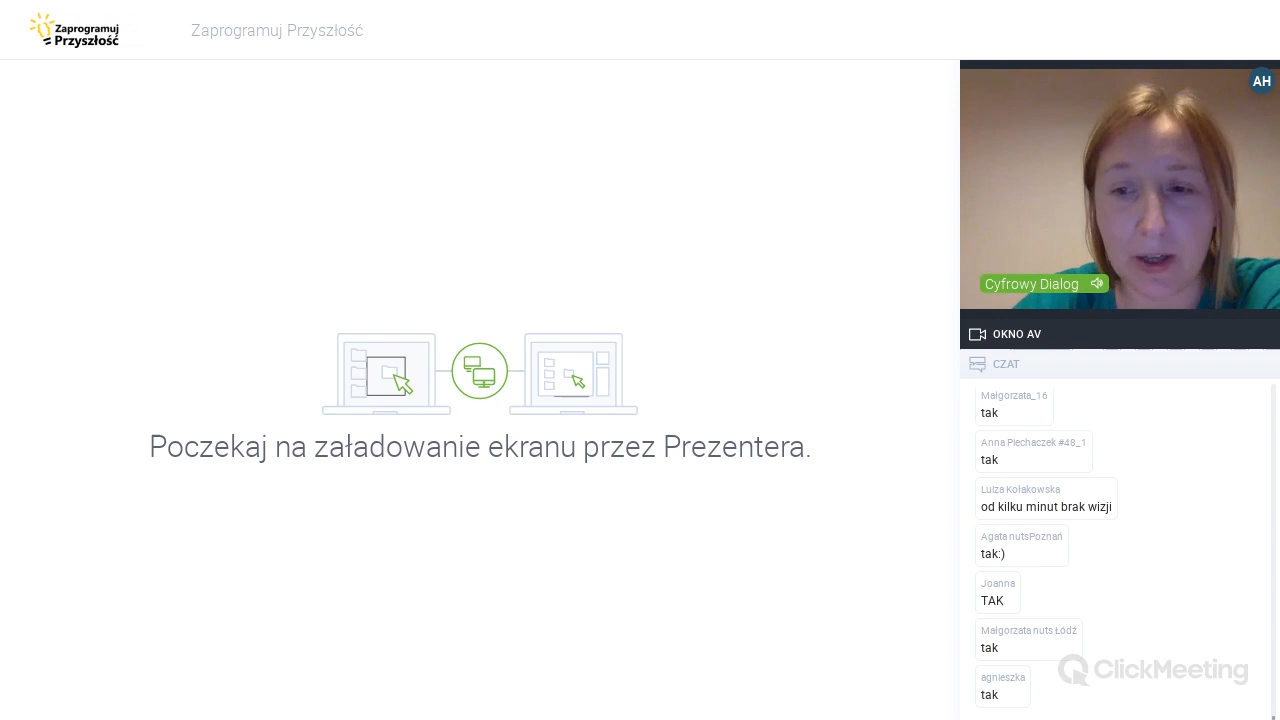 Zaprogramuj
Przyszłość
Zaprogramuj Przyszłość
Poczekaj na załadowanie ekranu przez Prezentera.
AH
Cyfrowy Dialog
OKNO AV
CZAT
Małgorzata_16
tak
Anna Piechaczek #48_1
tak
Luiza Kołakowska
od kilku minut brak wizji
Agata nutsPoznań
tak:)
Joanna
TAK
Małgorzata nuts Łódź
tak
agnieszka
tak
ClickMeeting